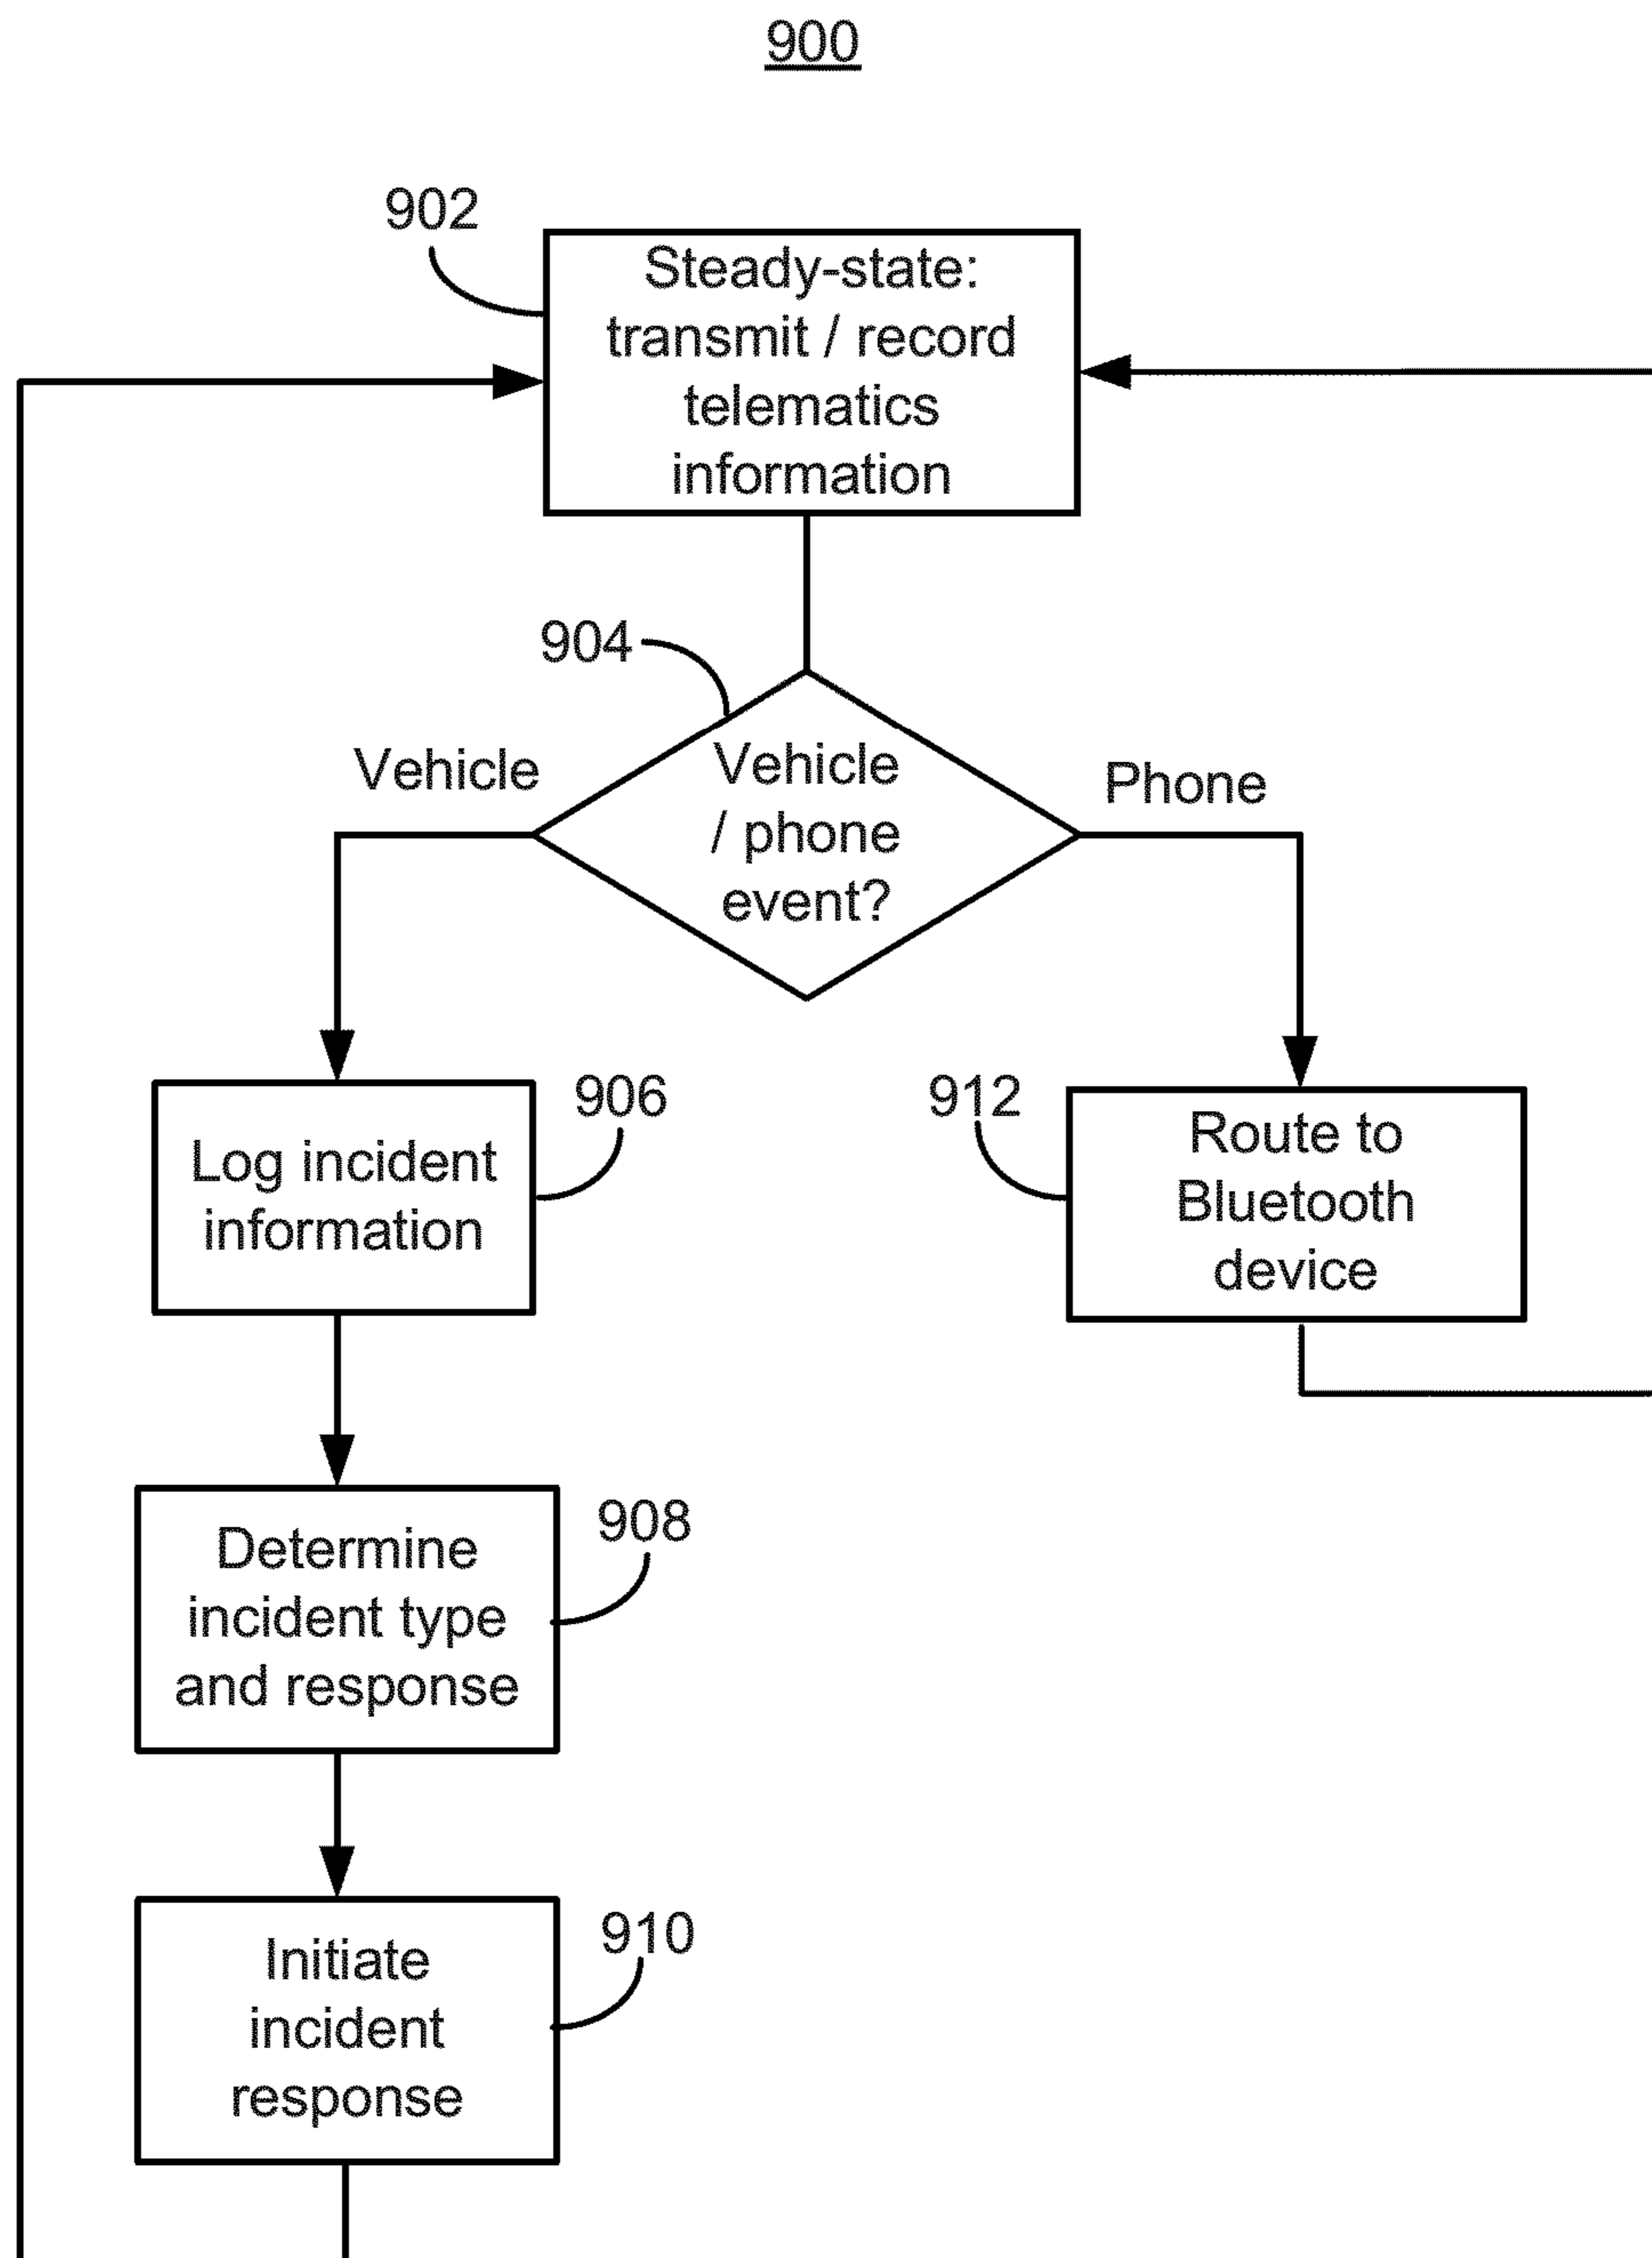 900
902
Steady-state:
transmit / record
telematics
information
904
Vehicle
Vehicle
/ phone
event?
Phone
906
Log incident
information
912
Route to
Bluetooth
device
908
Determine
incident type
and response
910
Initiate
incident
response